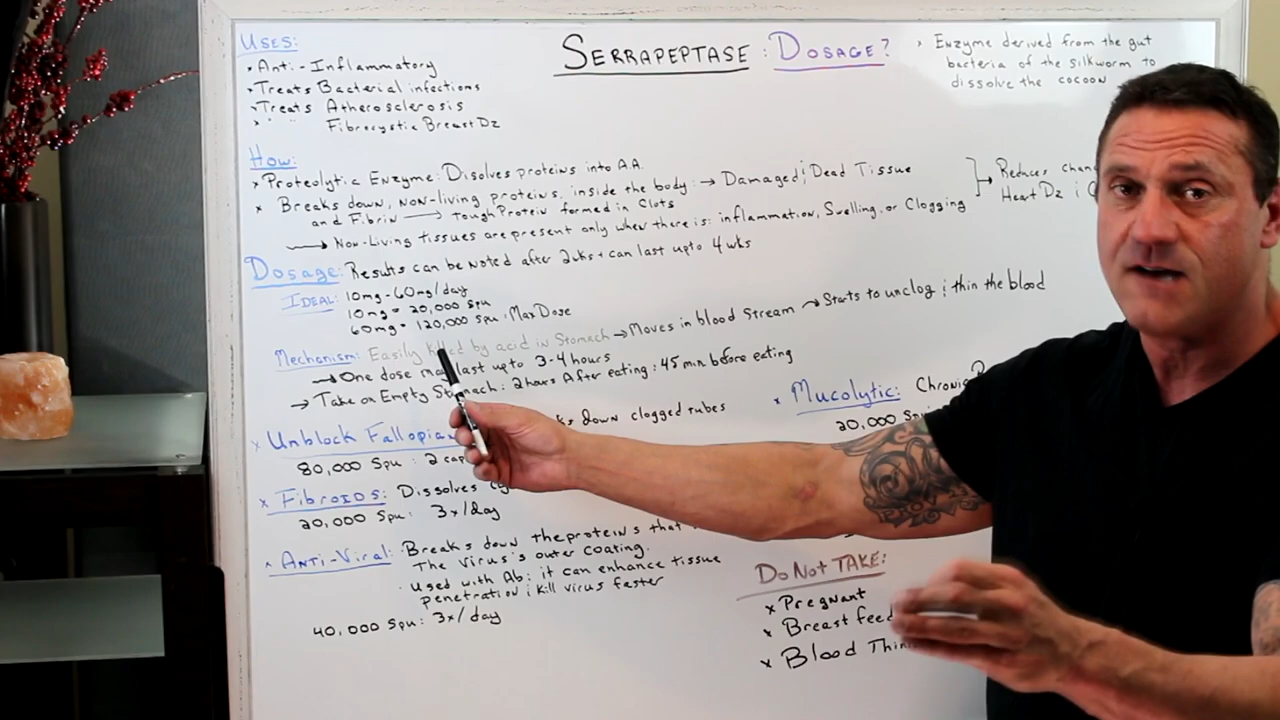 SERRAPEPTASE : DOSAGE?
Enzyme derived from the gut
bacteria of the silkworm to
dissolve the cocoon
USES:
Anti-Inflammatory
Treats Bacterial infections
Treats Atherosclerosis
" " Fibrocystic Breast Dz
How:
Proteolytic Enzyme: Disolves proteins into A.A.
Breaks down, NON-living proteins, inside the body: → Damaged ; Dead Tissue
and Fibrin → Tough Protein formed in Clots
→ Non-Living tissues are present only when there is: inflammation, Swelling, or Clogging
Reduces
Heart Dz ;
Dosage: Results can be noted after 2wks + can last upto 4 wks
IDEAL: 10mg-60mg/day
10mg = 20,000 Spu
60mg = 120,000 Spu, Max Dose
Mechanism: Easily killed by acid in Stomach → Moves in blood Stream → Starts to unclog ; thin the blood
→ One dose may last upto 3-4 hours
→ Take on Empty Stomach: 2hours After eating: 45 min before eating
Unblock down clogged tubes
80,000 Spu: 2
FIBROIDS: Dissolves
20,000 Spu: 3x/day
ANTI-Viral: Breaks down the proteins that
The virus's outer coating.
Used with Ab; it can enhance tissue
penetration ; kill virus faster
40,000 Spu: 3x/day
Mucolytic:
20,000
Do Not TAKE:
x Pregnant
x
x Blood